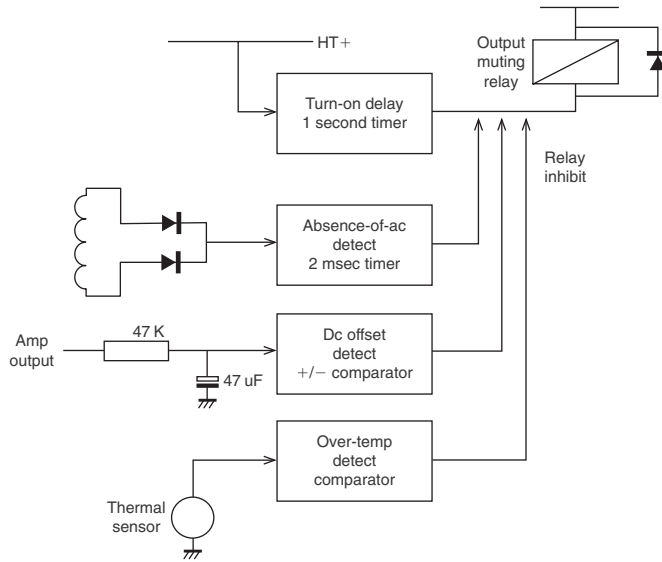 HT+
Output
muting
relay
Turn-on delay
1 second timer
Relay
inhibit
Absence-of-ac
detect
2 msec timer
Amp
output
47 K
47 uF
Dc offset
detect
+/− comparator
Over-temp
detect
comparator
Thermal
sensor